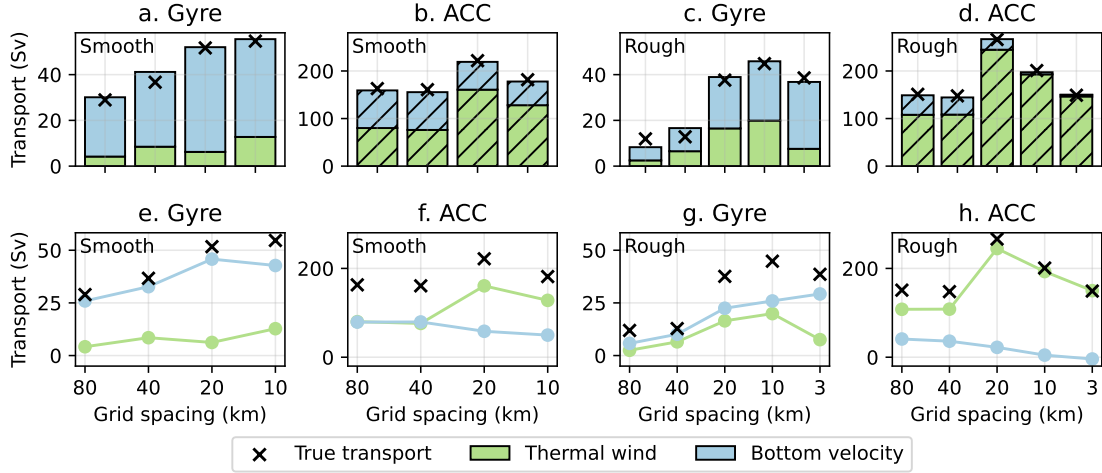 a. Gyre
b. ACC
c. Gyre
d. ACC
Transport (Sv)
Smooth
Smooth
Rough
Rough
40
20
0
200
100
0
40
20
0
200
100
0
e. Gyre
f. ACC
g. Gyre
h. ACC
Transport (Sv)
Smooth
Smooth
Rough
Rough
50
25
0
200
0
50
25
0
200
0
80 40 20 10
80 40 20 10
80 40 20 10 3
80 40 20 10 3
Grid spacing (km)
Grid spacing (km)
Grid spacing (km)
Grid spacing (km)
True transport
Thermal wind
Bottom velocity